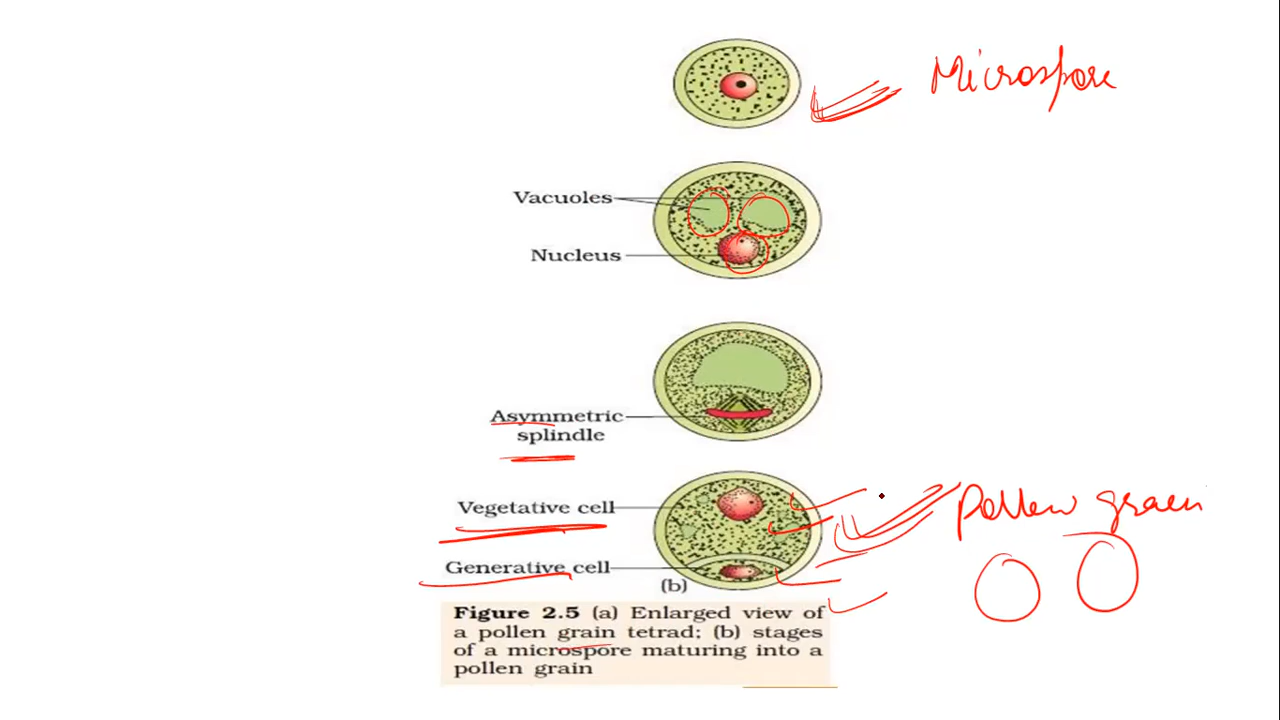 Microspore
Vacuoles
Nucleus
Asymmetric
splindle
Vegetative cell
Pollen grain
Generative cell
(b)
Figure 2.5 (a) Enlarged view of
a pollen grain tetrad; (b) stages
of a microspore maturing into a
pollen grain